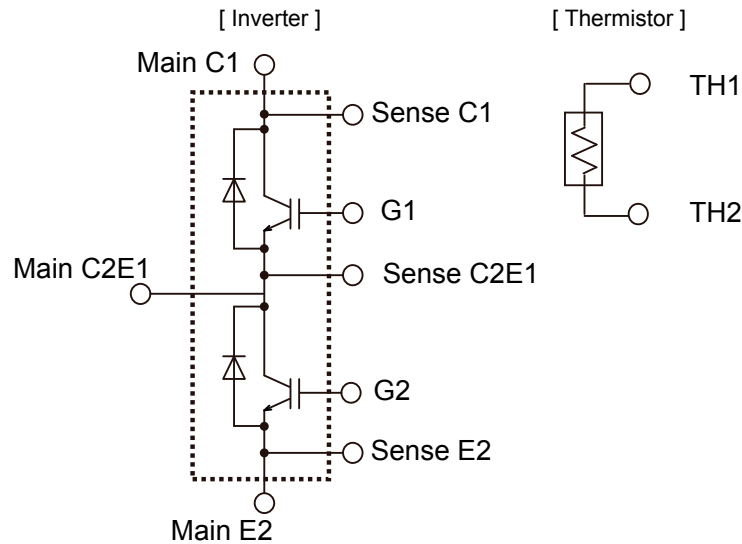 [ Inverter ]
[ Thermistor ]
Main C1
TH1
Sense C1
G1
TH2
Main C2E1
Sense C2E1
G2
Sense E2
Main E2